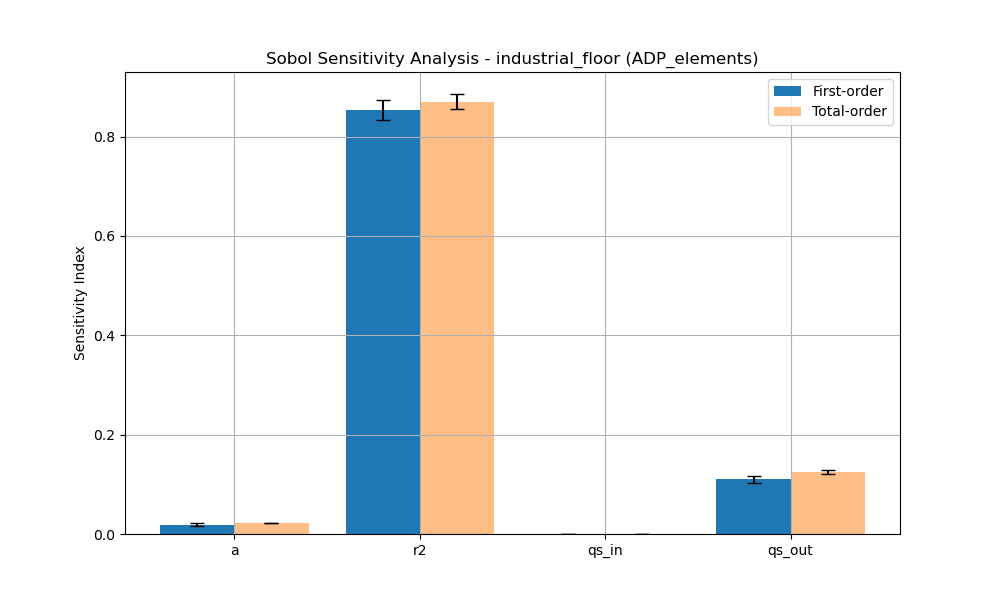 Sobol Sensitivity Analysis - industrial_floor (ADP_elements)
First-order
Total-order
Sensitivity Index
0.8
0.6
0.4
0.2
0.0
a
r2
qs_in
qs_out